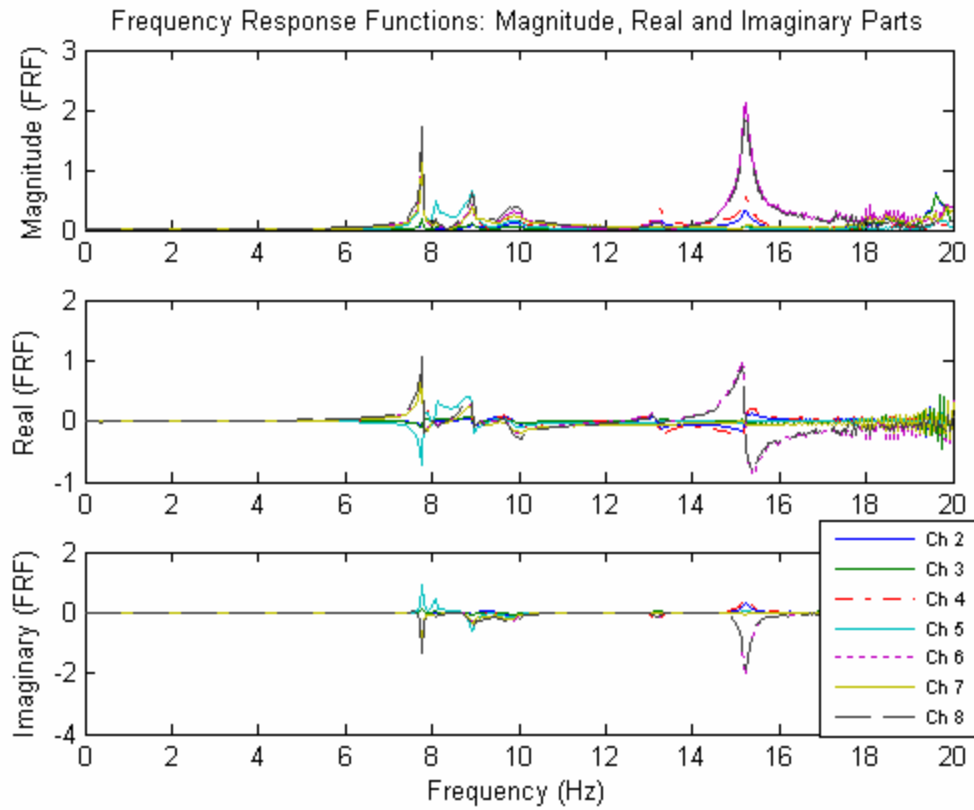 Frequency Response Functions: Magnitude, Real and Imaginary Parts
Magnitude (FRF)
3
2
1
0
0 2 4 6 8 10 12 14 16 18 20
Real (FRF)
2
1
0
-1
0 2 4 6 8 10 12 14 16 18 20
Imaginary (FRF)
2
0
-2
-4
0 2 4 6 8 10 12 14 16
Ch 2
Ch 3
Ch 4
Ch 5
Ch 6
Ch 7
Ch 8
18 20
Frequency (Hz)